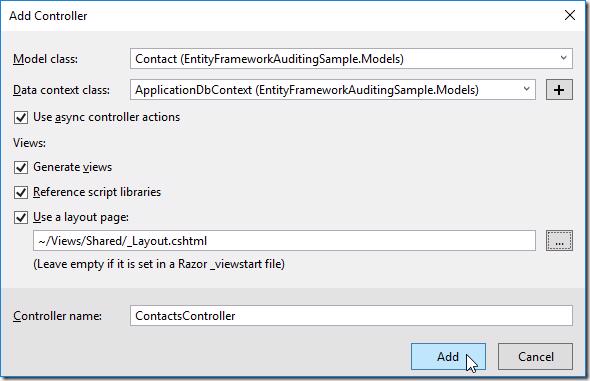 Add Controller
Model class: Contact (EntityFrameworkAuditingSample.Models)
Data context class: ApplicationDbContext (EntityFrameworkAuditingSample.Models) +
Use async controller actions
Views:
Generate views
Reference script libraries
Use a layout page:
~/Views/Shared/_Layout.cshtml ...
(Leave empty if it is set in a Razor _viewstart file)
Controller name: ContactsController
Add Cancel